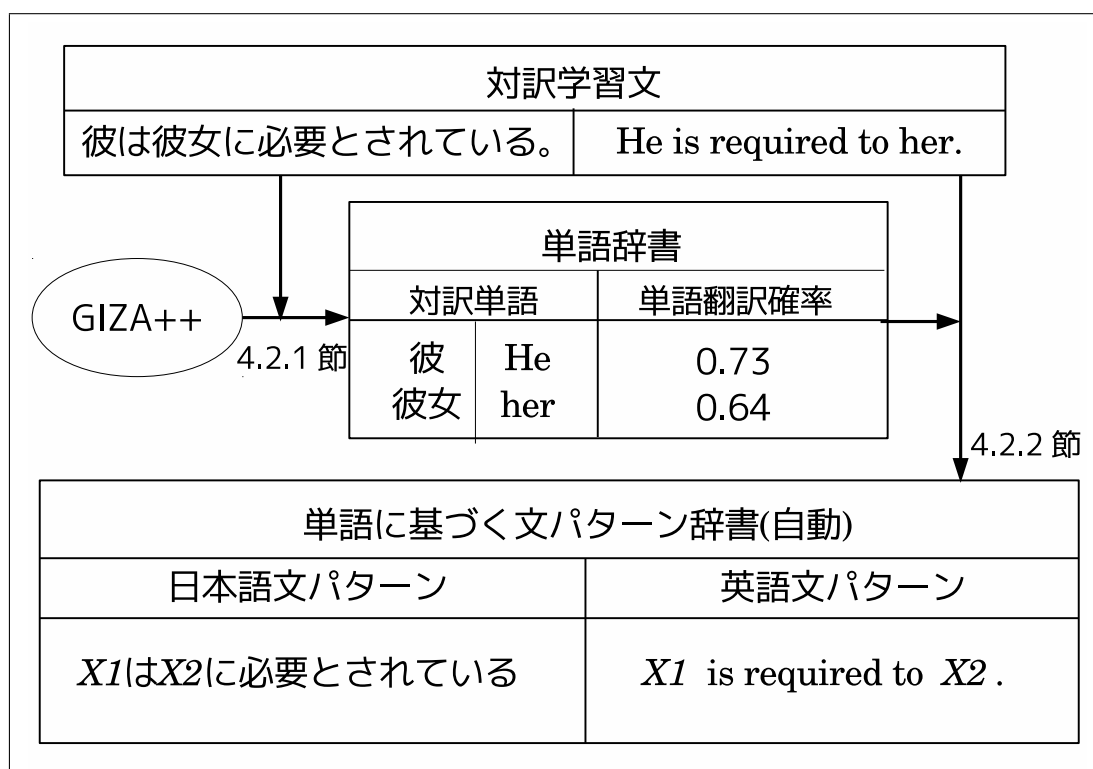 対訳学習文
彼は彼女に必要とされている。 He is required to her.
単語辞書
対訳単語 単語翻訳確率
GIZA++
4.2.1 節
彼 He 0.73
彼女 her 0.64
4.2.2 節
単語に基づく文パターン辞書(自動)
日本語文パターン 英語文パターン
X1はX2に必要とされている X1 is required to X2 .